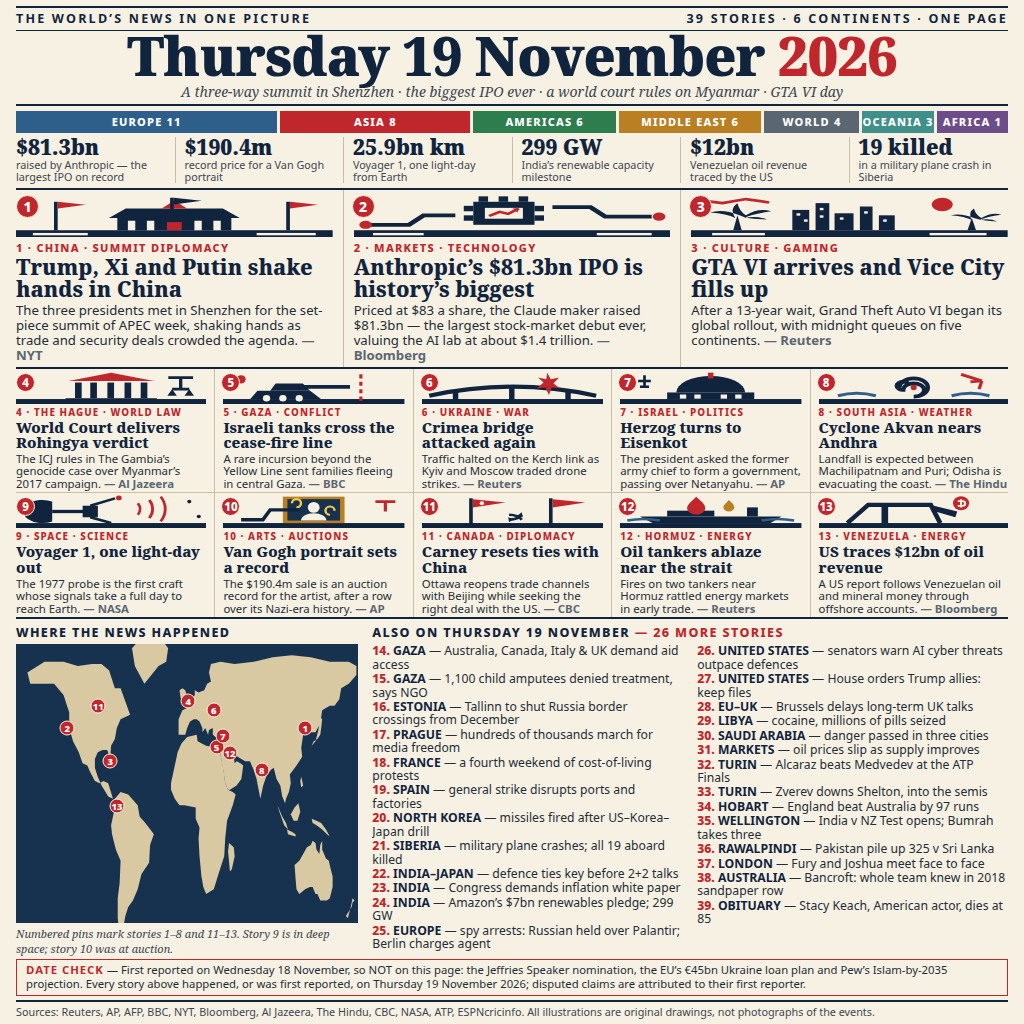 THE WORLD'S NEWS IN ONE PICTURE
39 STORIES · 6 CONTINENTS · ONE PAGE
Thursday 19 November 2026
A three-way summit in Shenzhen · the biggest IPO ever · a world court rules on Myanmar · GTA VI day
EUROPE 11
ASIA 8
AMERICAS 6
MIDDLE EAST 6
WORLD 4
OCEANIA 3
AFRICA 1
$81.3bn
raised by Anthropic — the
largest IPO on record
$190.4m
record price for a Van Gogh
portrait
25.9bn km
Voyager 1, one light-day
from Earth
299 GW
India's renewable capacity
milestone
$12bn
Venezuelan oil revenue
traced by the US
19 killed
in a military plane crash in
Siberia
1
1 · CHINA · SUMMIT DIPLOMACY
Trump, Xi and Putin shake
hands in China
The three presidents met in Shenzhen for the set-
piece summit of APEC week, shaking hands as
trade and security deals crowded the agenda. —
NYT
2
2 · MARKETS · TECHNOLOGY
Anthropic's $81.3bn IPO is
history's biggest
Priced at $83 a share, the Claude maker raised
$81.3bn — the largest stock-market debut ever,
valuing the AI lab at about $1.4 trillion. —
Bloomberg
3
3 · CULTURE · GAMING
GTA VI arrives and Vice City
fills up
After a 13-year wait, Grand Theft Auto VI began its
global rollout, with midnight queues on five
continents. — Reuters
4
4 · THE HAGUE · WORLD LAW
World Court delivers
Rohingya verdict
The ICJ rules in The Gambia's
genocide case over Myanmar's
2017 campaign. — Al Jazeera
5
5 · GAZA · CONFLICT
Israeli tanks cross the
cease-fire line
A rare incursion beyond the
Yellow Line sent families fleeing
in central Gaza. — BBC
6
6 · UKRAINE · WAR
Crimea bridge
attacked again
Traffic halted on the Kerch link as
Kyiv and Moscow traded drone
strikes. — Reuters
7
7 · ISRAEL · POLITICS
Herzog turns to
Eisenkot
The president asked the former
army chief to form a government,
passing over Netanyahu. — AP
8
8 · SOUTH ASIA · WEATHER
Cyclone Akvan nears
Andhra
Landfall is expected between
Machilipatnam and Puri; Odisha is
evacuating the coast. — The Hindu
9
9 · SPACE · SCIENCE
Voyager 1, one light-day
out
The 1977 probe is the first craft
whose signals take a full day to
reach Earth. — NASA
10
10 · ARTS · AUCTIONS
Van Gogh portrait sets
a record
The $190.4m sale is an auction
record for the artist, after a row
over its Nazi-era history. — AP
11
11 · CANADA · DIPLOMACY
Carney resets ties with
China
Ottawa reopens trade channels
with Beijing while seeking the
right deal with the US. — CBC
12
12 · HORMUZ · ENERGY
Oil tankers ablaze
near the strait
Fires on two tankers near
Hormuz rattled energy markets
in early trade. — Reuters
13
13 · VENEZUELA · ENERGY
US traces $12bn of oil
revenue
A US report follows Venezuelan oil
and mineral money through
offshore accounts. — Bloomberg
WHERE THE NEWS HAPPENED
11
2
3
13
4
6
7
5
12
8
1
Numbered pins mark stories 1–8 and 11–13. Story 9 is in deep
space; story 10 was at auction.
ALSO ON THURSDAY 19 NOVEMBER — 26 MORE STORIES
14. GAZA — Australia, Canada, Italy & UK demand aid
access
15. GAZA — 1,100 child amputees denied treatment,
says NGO
16. ESTONIA — Tallinn to shut Russia border
crossings from December
17. PRAGUE — hundreds of thousands march for
media freedom
18. FRANCE — a fourth weekend of cost-of-living
protests
19. SPAIN — general strike disrupts ports and
factories
20. NORTH KOREA — missiles fired after US–Korea–
Japan drill
21. SIBERIA — military plane crashes; all 19 aboard
killed
22. INDIA–JAPAN — defence ties key before 2+2 talks
23. INDIA — Congress demands inflation white paper
24. INDIA — Amazon's $7bn renewables pledge; 299
GW
25. EUROPE — spy arrests: Russian held over Palantir;
Berlin charges agent
26. UNITED STATES — senators warn AI cyber threats
outpace defences
27. UNITED STATES — House orders Trump allies:
keep files
28. EU–UK — Brussels delays long-term UK talks
29. LIBYA — cocaine, millions of pills seized
30. SAUDI ARABIA — danger passed in three cities
31. MARKETS — oil prices slip as supply improves
32. TURIN — Alcaraz beats Medvedev at the ATP
Finals
33. TURIN — Zverev downs Shelton, into the semis
34. HOBART — England beat Australia by 97 runs
35. WELLINGTON — India v NZ Test opens; Bumrah
takes three
36. RAWALPINDI — Pakistan pile up 325 v Sri Lanka
37. LONDON — Fury and Joshua meet face to face
38. AUSTRALIA — Bancroft: whole team knew in 2018
sandpaper row
39. OBITUARY — Stacy Keach, American actor, dies at
85
DATE CHECK — First reported on Wednesday 18 November, so NOT on this page: the Jeffries Speaker nomination, the EU's €45bn Ukraine loan plan and Pew's Islam-by-2035
projection. Every story above happened, or was first reported, on Thursday 19 November 2026; disputed claims are attributed to their first reporter.
Sources: Reuters, AP, AFP, BBC, NYT, Bloomberg, Al Jazeera, The Hindu, CBC, NASA, ATP, ESPNcricinfo. All illustrations are original drawings, not photographs of the events.